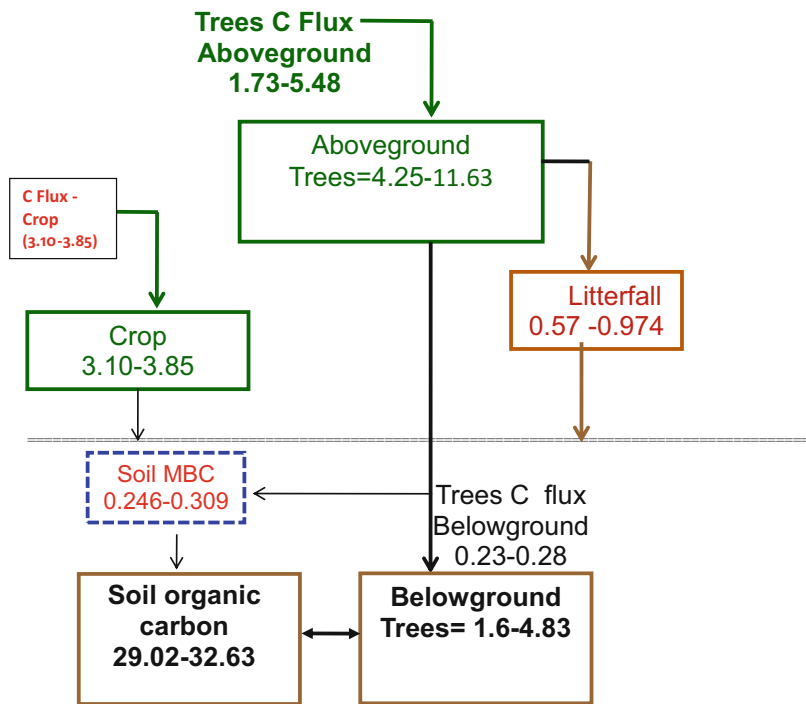 Trees C Flux
Aboveground
1.73-5.48
Aboveground
Trees=4.25-11.63
C Flux -
Crop
(3.10-3.85)
Litterfall
0.57 -0.974
Crop
3.10-3.85
Soil MBC
0.246-0.309
Trees C flux
Belowground
0.23-0.28
Soil organic
carbon
29.02-32.63
Belowground
Trees= 1.6-4.83